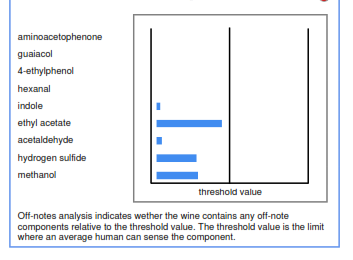 aminoacetophenone
guaiacol
4-ethylphenol
hexanal
indole
ethyl acetate
acetaldehyde
hydrogen sulfide
methanol
threshold value
Off-notes analysis indicates wether the wine contains any off-note
components relative to the threshold value. The threshold value is the limit
where an average human can sense the component.